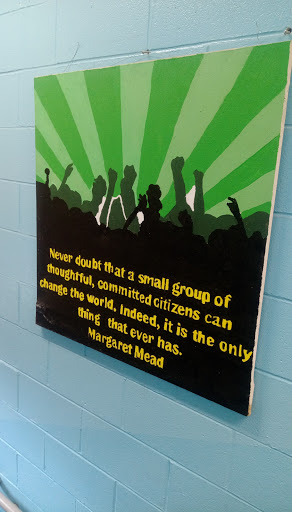 Never doubt that a small group of
thoughtful, committed citizens can
change the world. Indeed, it is the only
thing that ever has.
Margaret Mead